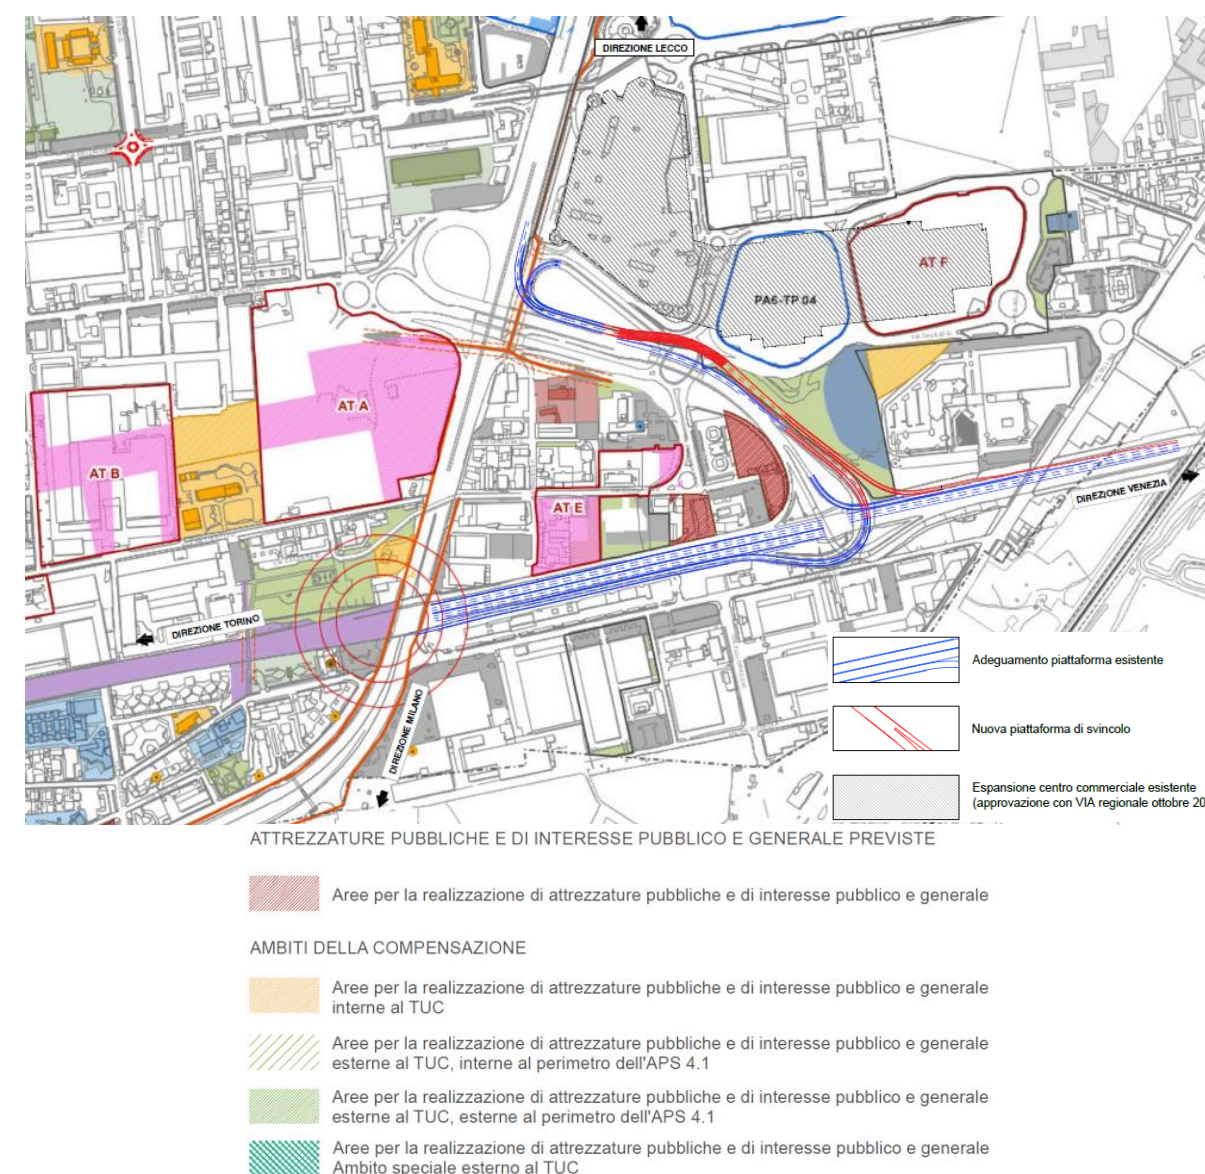 DIREZIONE LECCO
AT F
PA6-TP 04
AT A
AT B
AT E
DIREZIONE VENEZIA
DIREZIONE TORINO
DIREZIONE MILANO
Adeguamento piattaforma esistente
Nuova piattaforma di svincolo
Espansione centro commerciale esistente
(approvazione con VIA regionale ottobre 20
ATTREZZATURE PUBBLICHE E DI INTERESSE PUBBLICO E GENERALE PREVISTE
Aree per la realizzazione di attrezzature pubbliche e di interesse pubblico e generale
AMBITI DELLA COMPENSAZIONE
Aree per la realizzazione di attrezzature pubbliche e di interesse pubblico e generale
interne al TUC
Aree per la realizzazione di attrezzature pubbliche e di interesse pubblico e generale
esterne al TUC, interne al perimetro dell'APS 4.1
Aree per la realizzazione di attrezzature pubbliche e di interesse pubblico e generale
esterne al TUC, esterne al perimetro dell'APS 4.1
Aree per la realizzazione di attrezzature pubbliche e di interesse pubblico e generale
Ambito speciale esterno al TUC